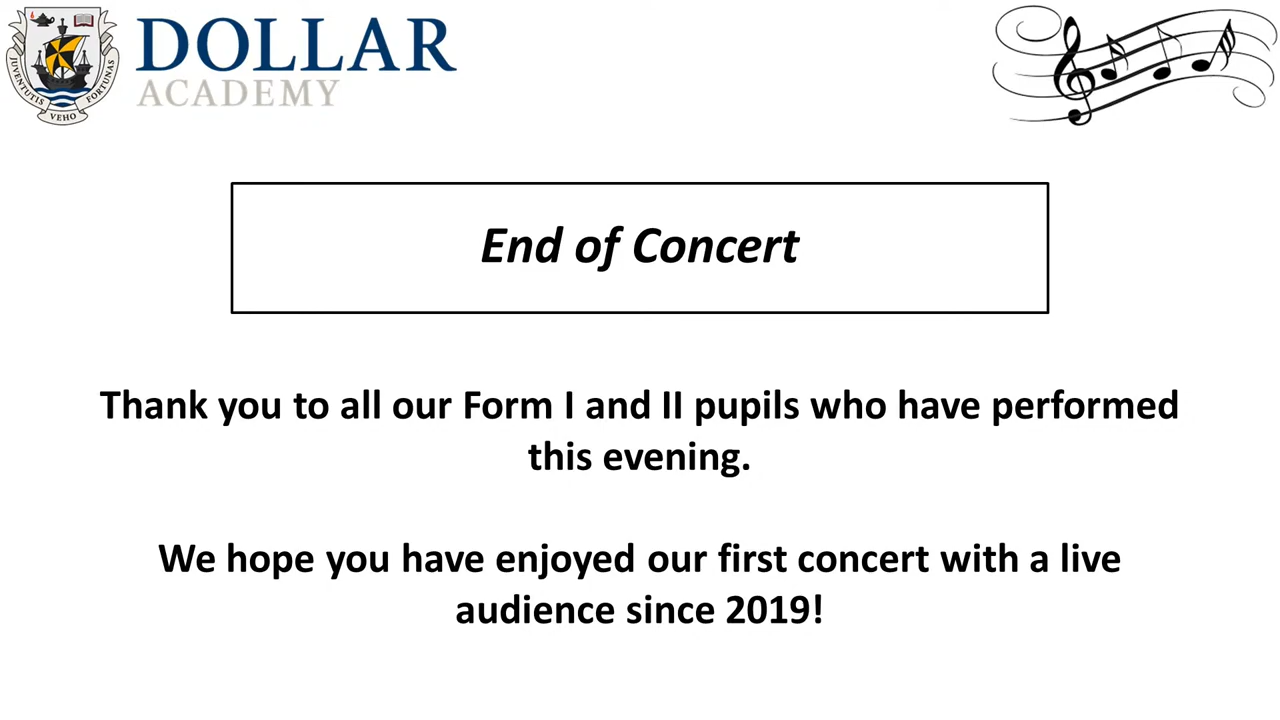 DOLLAR
ACADEMY
JUVENTUTIS VEHO FORTUNAS
End of Concert
Thank you to all our Form I and II pupils who have performed
this evening.
We hope you have enjoyed our first concert with a live
audience since 2019!